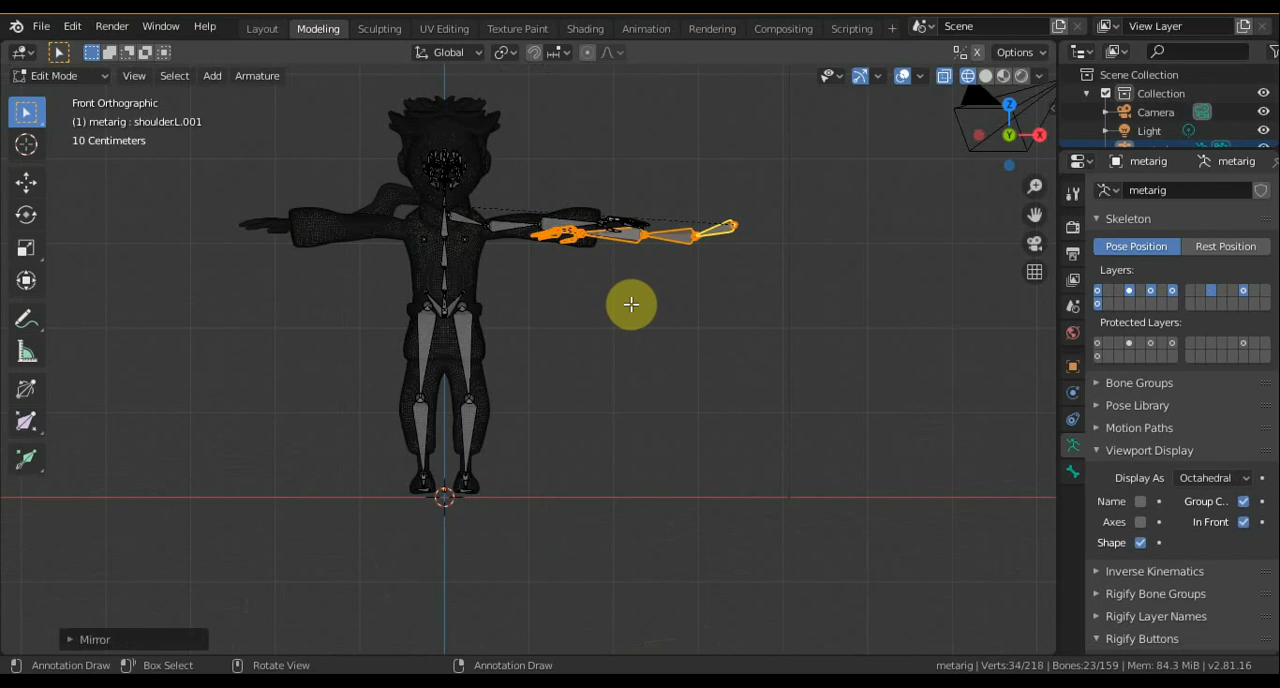 File Edit Render Window Help Layout Modeling Sculpting UV Editing Texture Paint Shading Animation Rendering Compositing Scripting + Scene View Layer
Global X Options
Edit Mode View Select Add Armature
Scene Collection
Collection
Camera
Light
Front Orthographic
(1) metarig : shoulder.L.001
10 Centimeters
Z
Y
X
metarig metarig
metarig
Skeleton
Pose Position Rest Position
Layers:
Protected Layers:
Bone Groups
Pose Library
Motion Paths
Viewport Display
Display As Octahedral
Name Group C..
Axes In Front
Shape
Inverse Kinematics
Rigify Bone Groups
Rigify Layer Names
Rigify Buttons
Mirror
Annotation Draw Box Select Rotate View Annotation Draw metarig | Verts:34/218 | Bones:23/159 | Mem: 84.3 MiB | v2.81.16